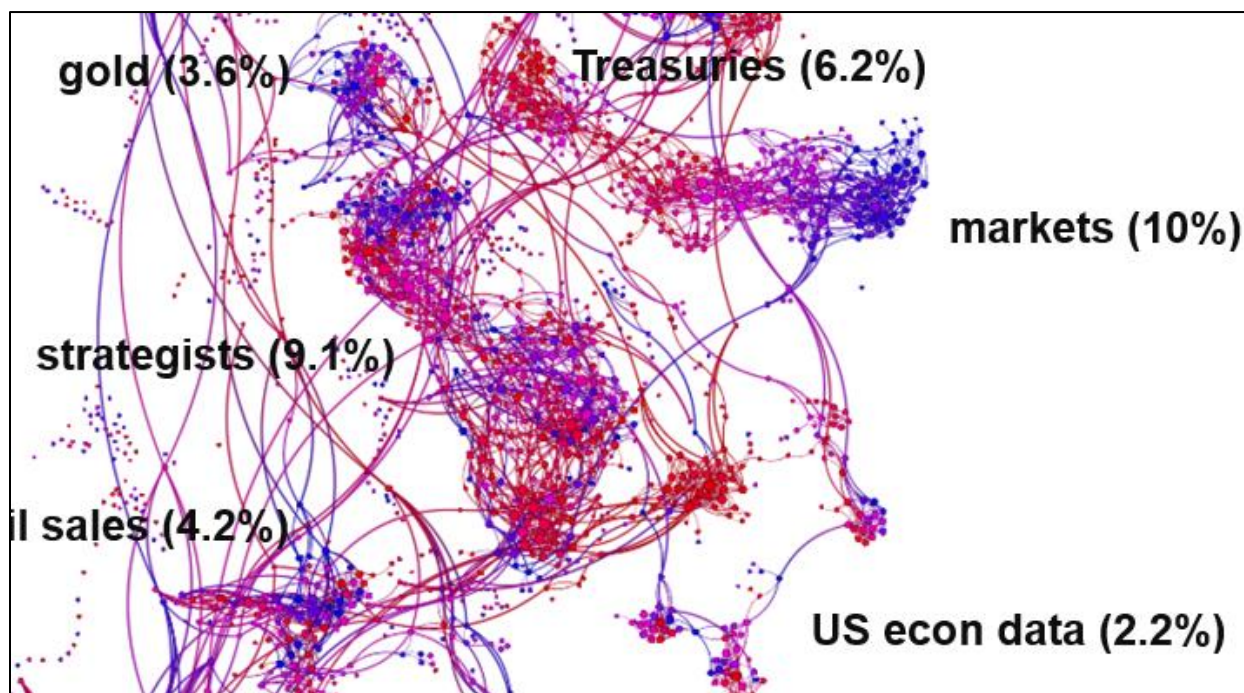 gold (3.6%)
Treasuries (6.2%)
markets (10%)
strategists (9.1%)
il sales (4.2%)
US econ data (2.2%)